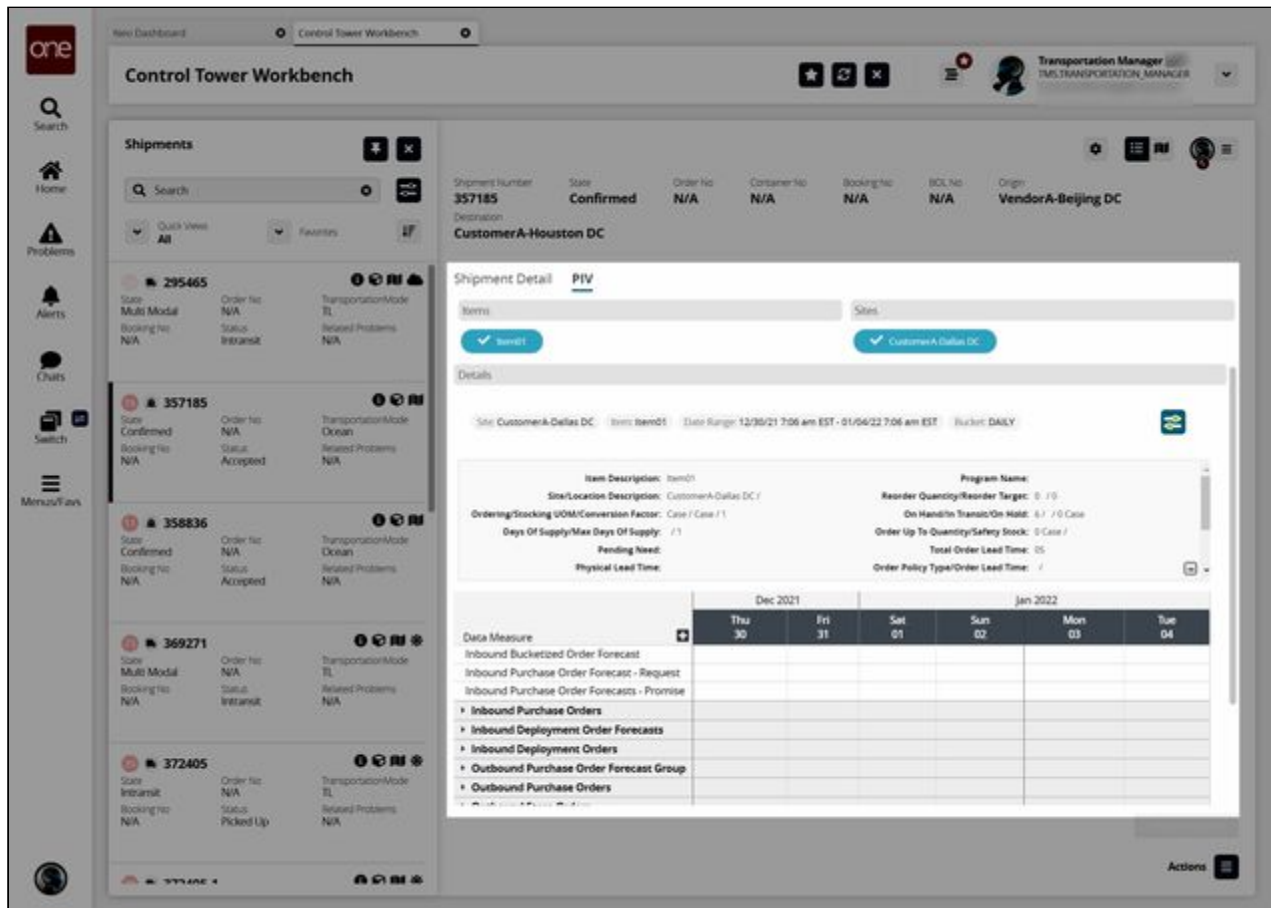 one
Search
Home
Problems
Alerts
Chats
Switch
Menus/Favs
Neo Dashboard
Control Tower Workbench
Control Tower Workbench
Transportation Manager
TMS.TRANSPORTATION_MANAGER
Shipments
Search
Quick Views
All
Favorites
295465
State Order No TransportationMode
Multi Modal N/A TL
Booking No Status Related Problems
N/A Intransit N/A
357185
State Order No TransportationMode
Confirmed N/A Ocean
Booking No Status Related Problems
N/A Accepted N/A
358836
State Order No TransportationMode
Confirmed N/A Ocean
Booking No Status Related Problems
N/A Accepted N/A
369271
State Order No TransportationMode
Multi Modal N/A TL
Booking No Status Related Problems
N/A Intransit N/A
372405
State Order No TransportationMode
Intransit N/A TL
Booking No Status Related Problems
N/A Picked Up N/A
Shipment Number State Order No Container No Booking No BOL No Origin
357185 Confirmed N/A N/A N/A N/A VendorA-Beijing DC
Destination
CustomerA-Houston DC
Shipment Detail PIV
Items Sites
Item01 CustomerA-Dallas DC
Details
Site: CustomerA-Dallas DC Item: Item01 Date Range: 12/30/21 7:06 am EST - 01/04/22 7:06 am EST Bucket: DAILY
Item Description: Item01 Program Name:
Site/Location Description: CustomerA-Dallas DC / Reorder Quantity/Reorder Target: 0 / 0
Ordering/Stocking UOM/Conversion Factor: Case / Case / 1 On Hand/In Transit/On Hold: 6 / / 0 Case
Days Of Supply/Max Days Of Supply: / 1 Order Up To Quantity/Safety Stock: 0 Case /
Pending Need: Total Order Lead Time: 0S
Physical Lead Time: Order Policy Type/Order Lead Time: /
Dec 2021 Jan 2022
Thu Fri Sat Sun Mon Tue
Data Measure 30 31 01 02 03 04
Inbound Bucketized Order Forecast
Inbound Purchase Order Forecast - Request
Inbound Purchase Order Forecasts - Promise
Inbound Purchase Orders
Inbound Deployment Order Forecasts
Inbound Deployment Orders
Outbound Purchase Order Forecast Group
Outbound Purchase Orders
Actions